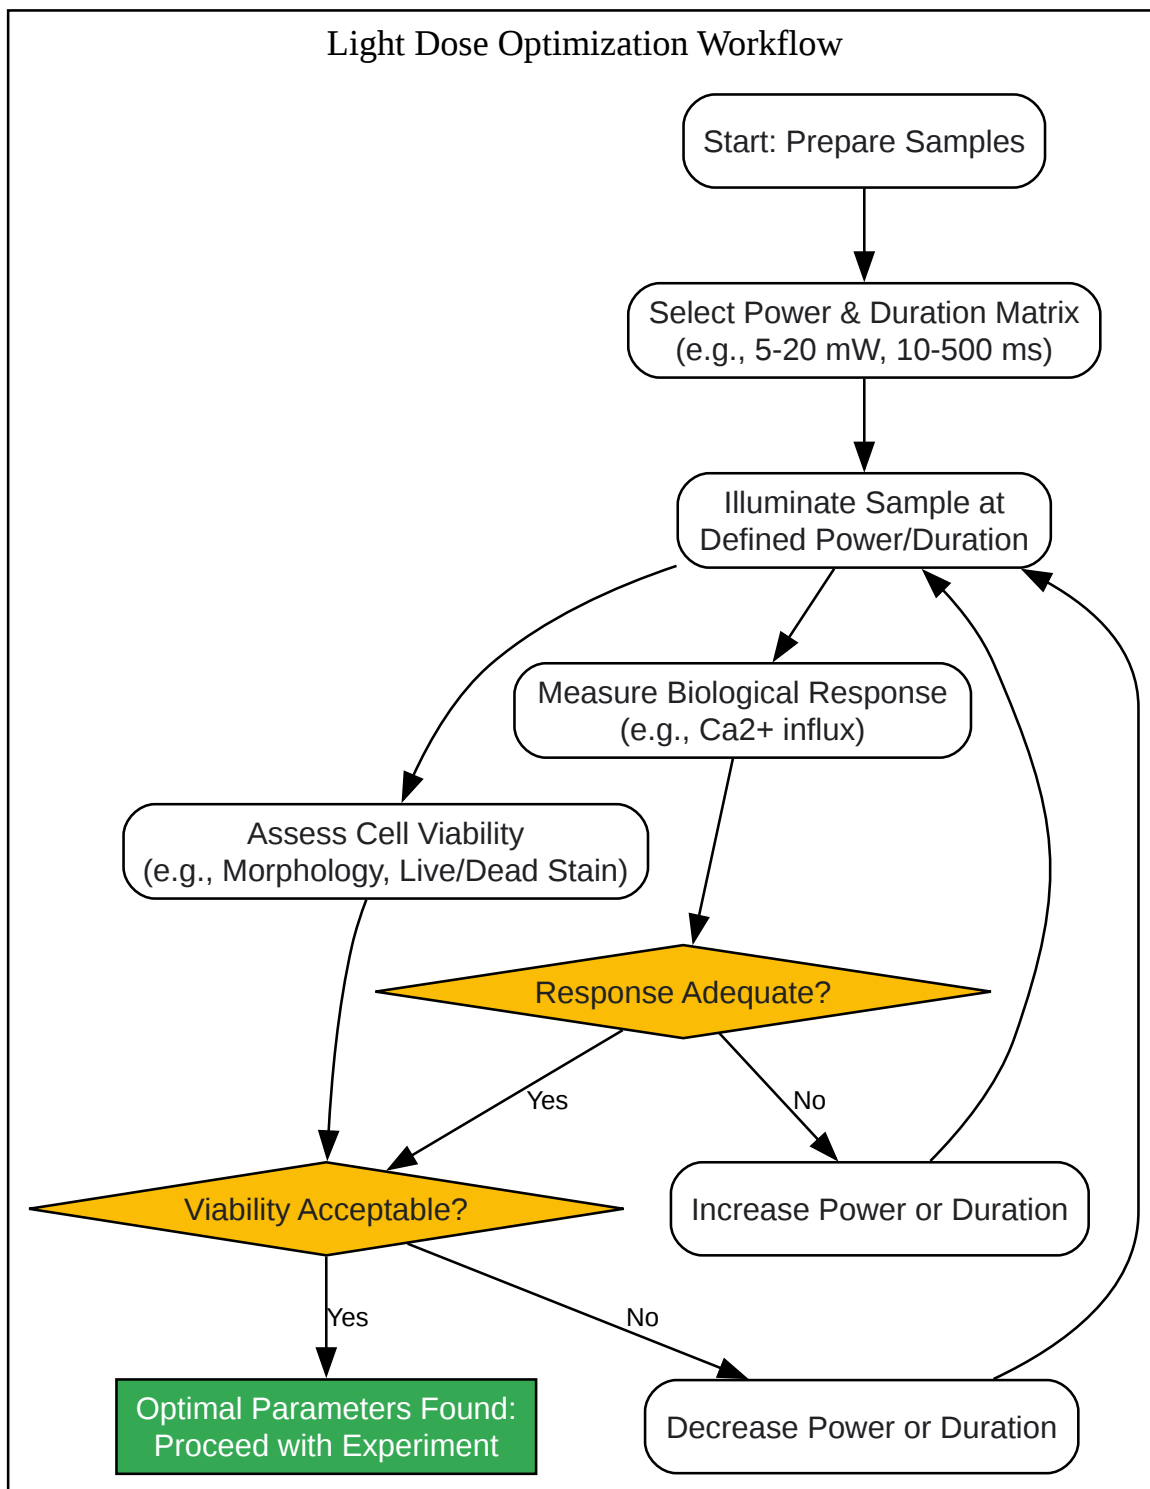 Light Dose Optimization Workflow
Start: Prepare Samples
Select Power & Duration Matrix
(e.g., 5-20 mW, 10-500 ms)
Illuminate Sample at
Defined Power/Duration
Measure Biological Response
(e.g., Ca2+ influx)
Assess Cell Viability
(e.g., Morphology, Live/Dead Stain)
Response Adequate?
Yes
No
Viability Acceptable?
Increase Power or Duration
Yes
No
Optimal Parameters Found:
Proceed with Experiment
Decrease Power or Duration